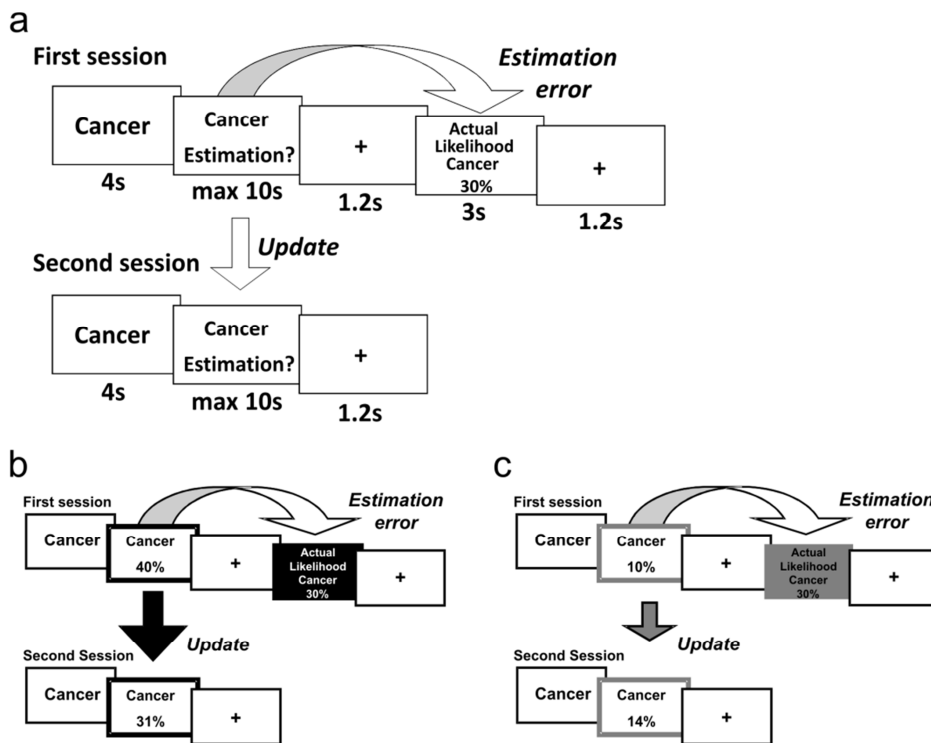 a
First session
Estimation
error
Cancer
Cancer
Estimation?
+
Actual
Likelihood
Cancer
30%
+
4s
max 10s
1.2s
3s
1.2s
Update
Second session
Cancer
Cancer
Estimation?
+
4s
max 10s
1.2s
b
First session
Estimation
error
Cancer
Cancer
40%
+
Actual
Likelihood
Cancer
30%
+
Update
Second Session
Cancer
Cancer
31%
+
c
First session
Estimation
error
Cancer
Cancer
10%
+
Actual
Likelihood
Cancer
30%
+
Update
Second Session
Cancer
Cancer
14%
+